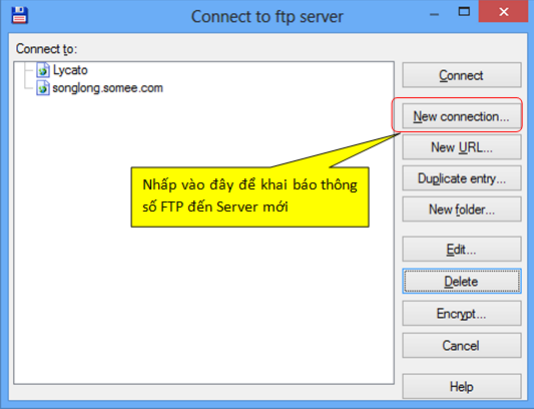 Connect to ftp server
Connect to:
Lycato
songlong.somee.com
Connect
New connection...
New URL...
Duplicate entry...
New folder...
Edit...
Delete
Encrypt...
Cancel
Help
Nhấp vào đây để khai báo thông
số FTP đến Server mới